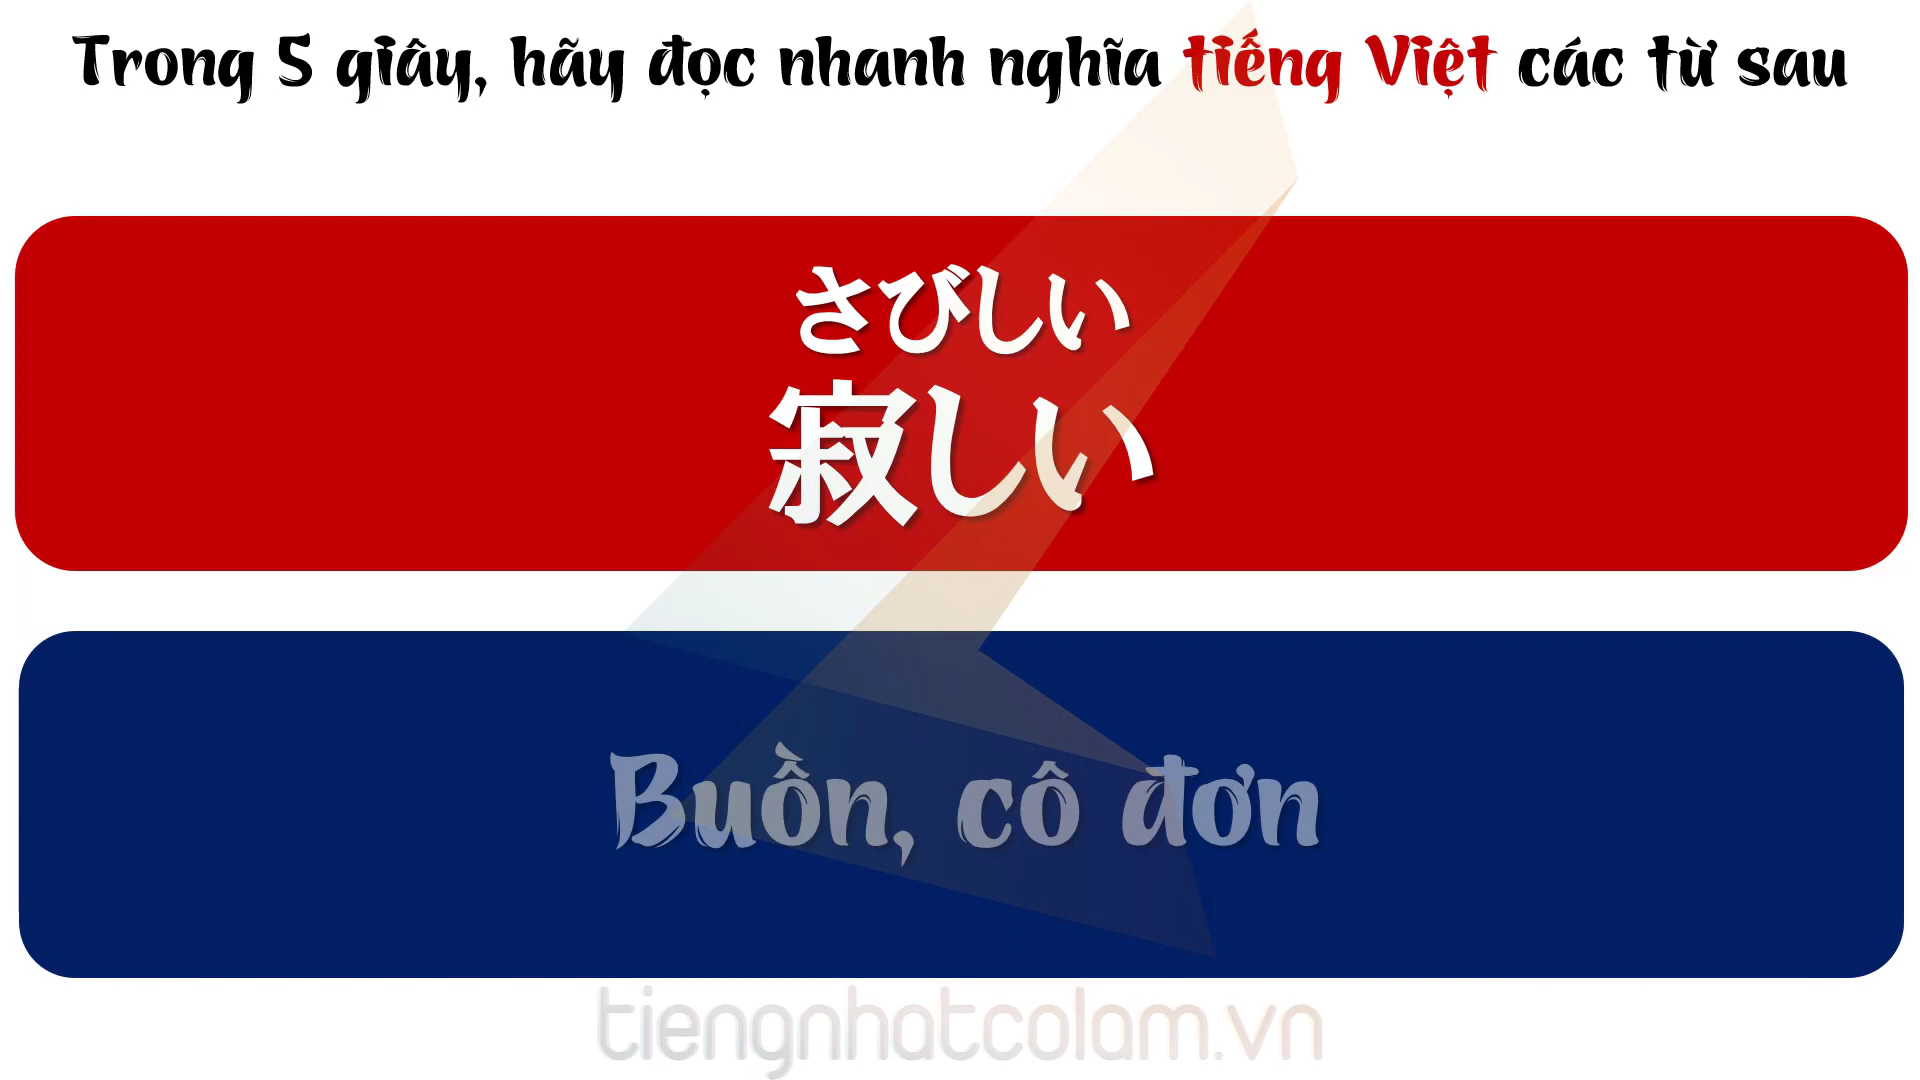 Trong 5 giây, hãy đọc nhanh nghĩa tiếng Việt các từ sau
さびしい
寂しい
Buồn, cô đơn
tiengnhatcolam.vn